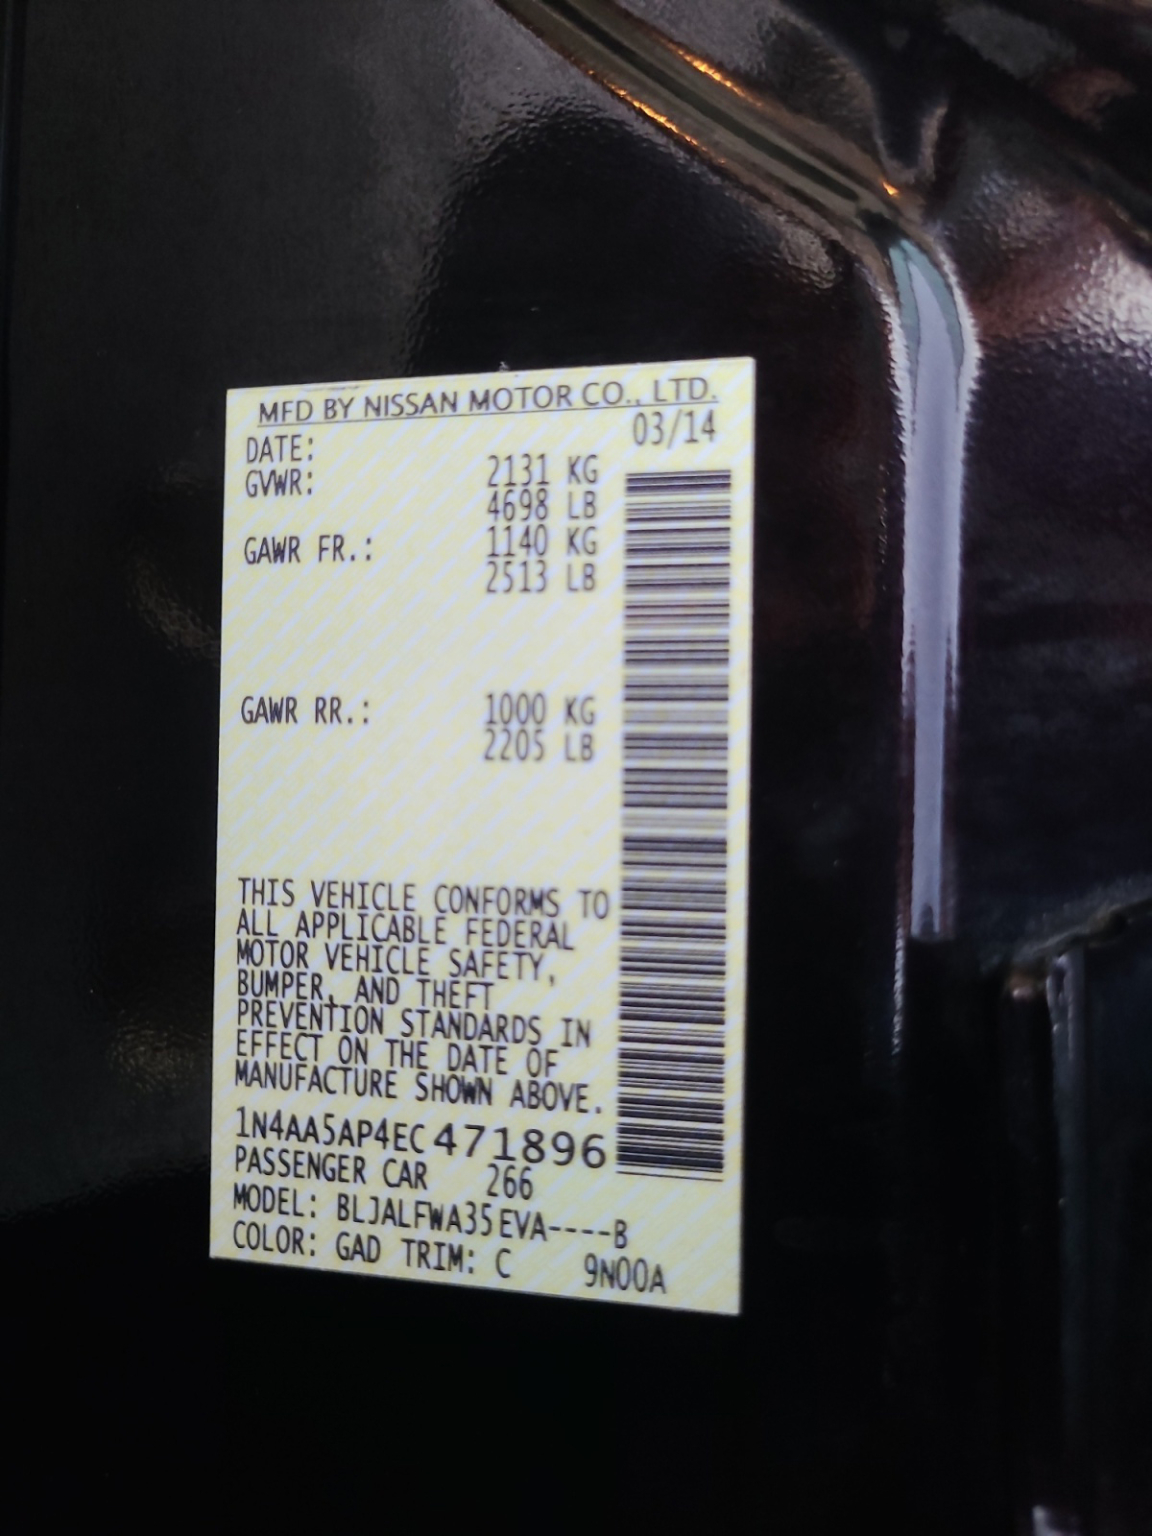 MFD BY NISSAN MOTOR CO., LTD.
DATE: 03/14
GVWR: 2131 KG
4698 LB
GAWR FR.: 1140 KG
2513 LB
GAWR RR.: 1000 KG
2205 LB
THIS VEHICLE CONFORMS TO
ALL APPLICABLE FEDERAL
MOTOR VEHICLE SAFETY,
BUMPER, AND THEFT
PREVENTION STANDARDS IN
EFFECT ON THE DATE OF
MANUFACTURE SHOWN ABOVE.
1N4AA5AP4EC471896
PASSENGER CAR 266
MODEL: BLJALFWA35EVA----B
COLOR: GAD TRIM: C 9N00A